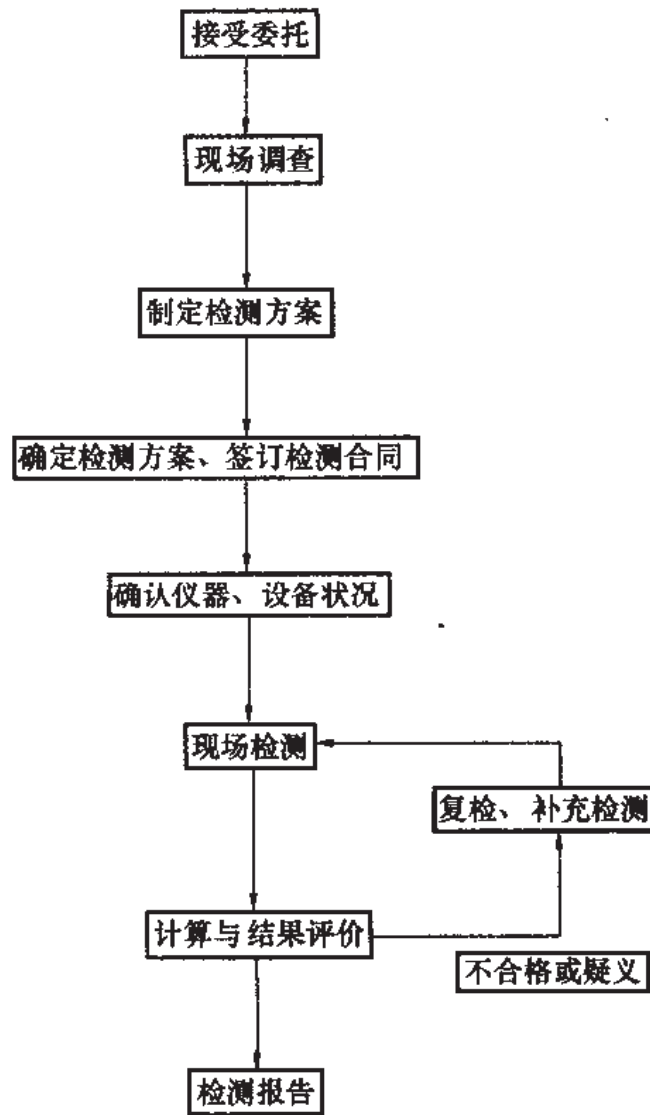 接受委托
现场调查
制定检测方案
确定检测方案、签订检测合同
确认仪器、设备状况
现场检测
复检、补充检测
计算与结果评价
不合格或疑义
检测报告